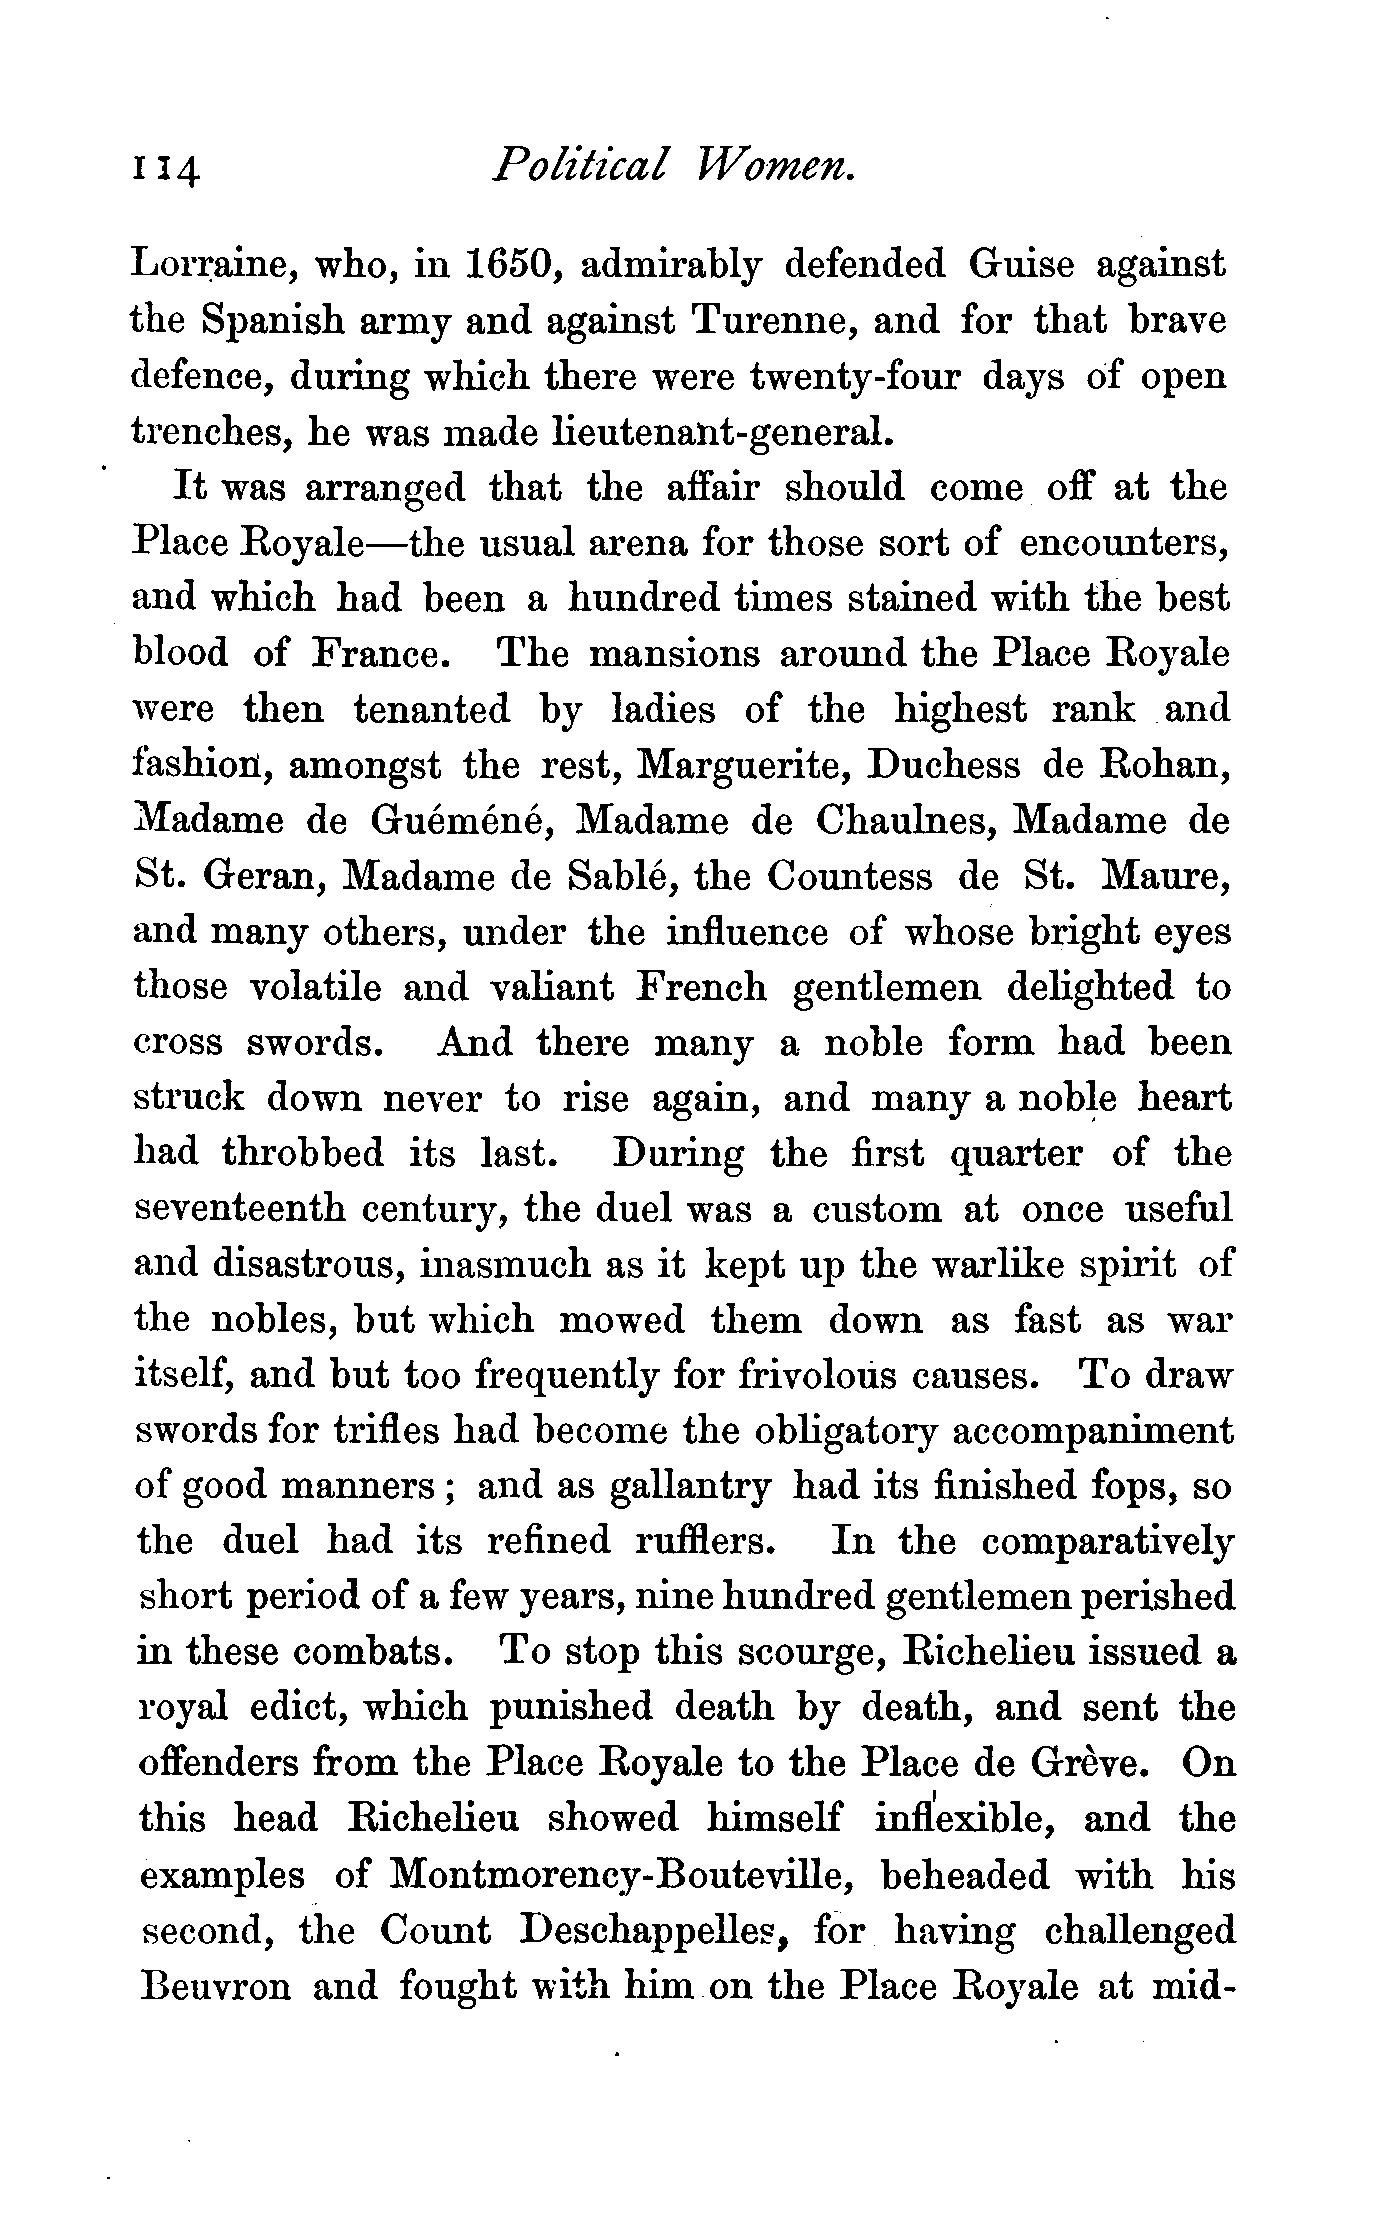 114 Political Women.
Lorraine, who, in 1650, admirably defended Guise against
the Spanish army and against Turenne, and for that brave
defence, during which there were twenty-four days of open
trenches, he was made lieutenant-general.
It was arranged that the affair should come off at the
Place Royale—the usual arena for those sort of encounters,
and which had been a hundred times stained with the best
blood of France. The mansions around the Place Royale
were then tenanted by ladies of the highest rank and
fashion, amongst the rest, Marguerite, Duchess de Rohan,
Madame de Guéméné, Madame de Chaulnes, Madame de
St. Geran, Madame de Sablé, the Countess de St. Maure,
and many others, under the influence of whose bright eyes
those volatile and valiant French gentlemen delighted to
cross swords. And there many a noble form had been
struck down never to rise again, and many a noble heart
had throbbed its last. During the first quarter of the
seventeenth century, the duel was a custom at once useful
and disastrous, inasmuch as it kept up the warlike spirit of
the nobles, but which mowed them down as fast as war
itself, and but too frequently for frivolous causes. To draw
swords for trifles had become the obligatory accompaniment
of good manners; and as gallantry had its finished fops, so
the duel had its refined rufflers. In the comparatively
short period of a few years, nine hundred gentlemen perished
in these combats. To stop this scourge, Richelieu issued a
royal edict, which punished death by death, and sent the
offenders from the Place Royale to the Place de Grève. On
this head Richelieu showed himself inflexible, and the
examples of Montmorency-Bouteville, beheaded with his
second, the Count Deschappelles, for having challenged
Beuvron and fought with him on the Place Royale at mid-